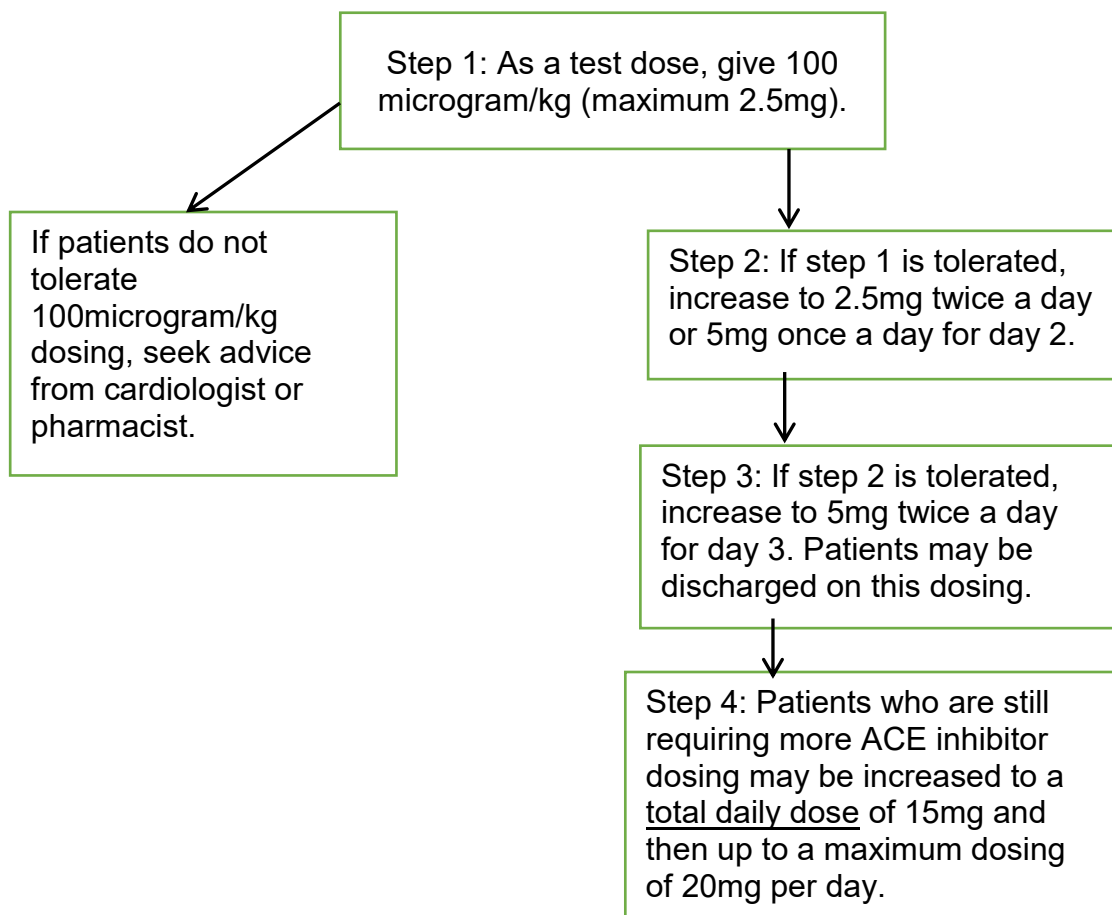 Step 1: As a test dose, give 100
microgram/kg (maximum 2.5mg).
If patients do not
tolerate
100microgram/kg
dosing, seek advice
from cardiologist or
pharmacist.
Step 2: If step 1 is tolerated,
increase to 2.5mg twice a day
or 5mg once a day for day 2.
Step 3: If step 2 is tolerated,
increase to 5mg twice a day
for day 3. Patients may be
discharged on this dosing.
Step 4: Patients who are still
requiring more ACE inhibitor
dosing may be increased to a
total daily dose of 15mg and
then up to a maximum dosing
of 20mg per day.